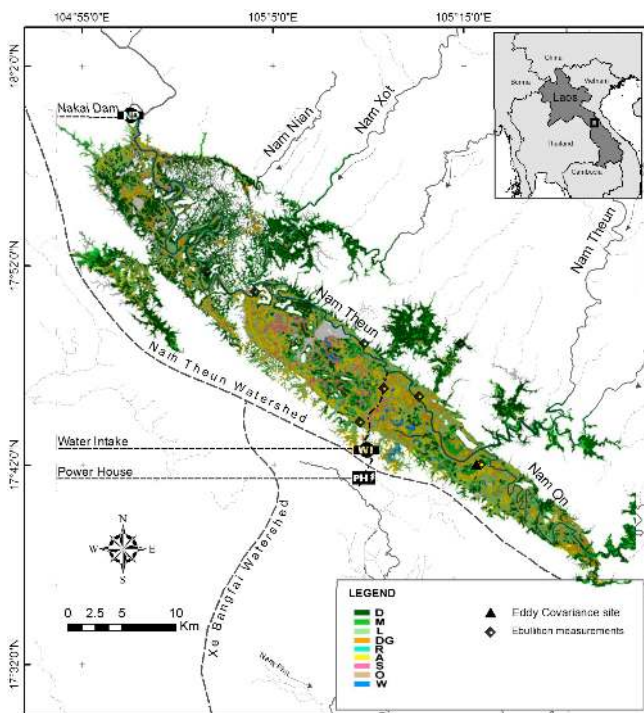 104°55'0"E
105°5'0"E
105°15'0"E
18°2'0"N
17°52'0"N
17°42'0"N
17°32'0"N
China
Burma
Vietnam
Laos
Thailand
Cambodia
Nakai Dam
Nam Nian
Nam Xot
Nam Theun
Nam Theun
Nam Theun Watershed
Water Intake
WI
Power House
PH
Nam On
Xe Bangfai Watershed
N
W E
S
0 2.5 5 10
Km
LEGEND
D
M
L
DG
R
A
S
O
W
Eddy Covariance site
Ebullition measurements